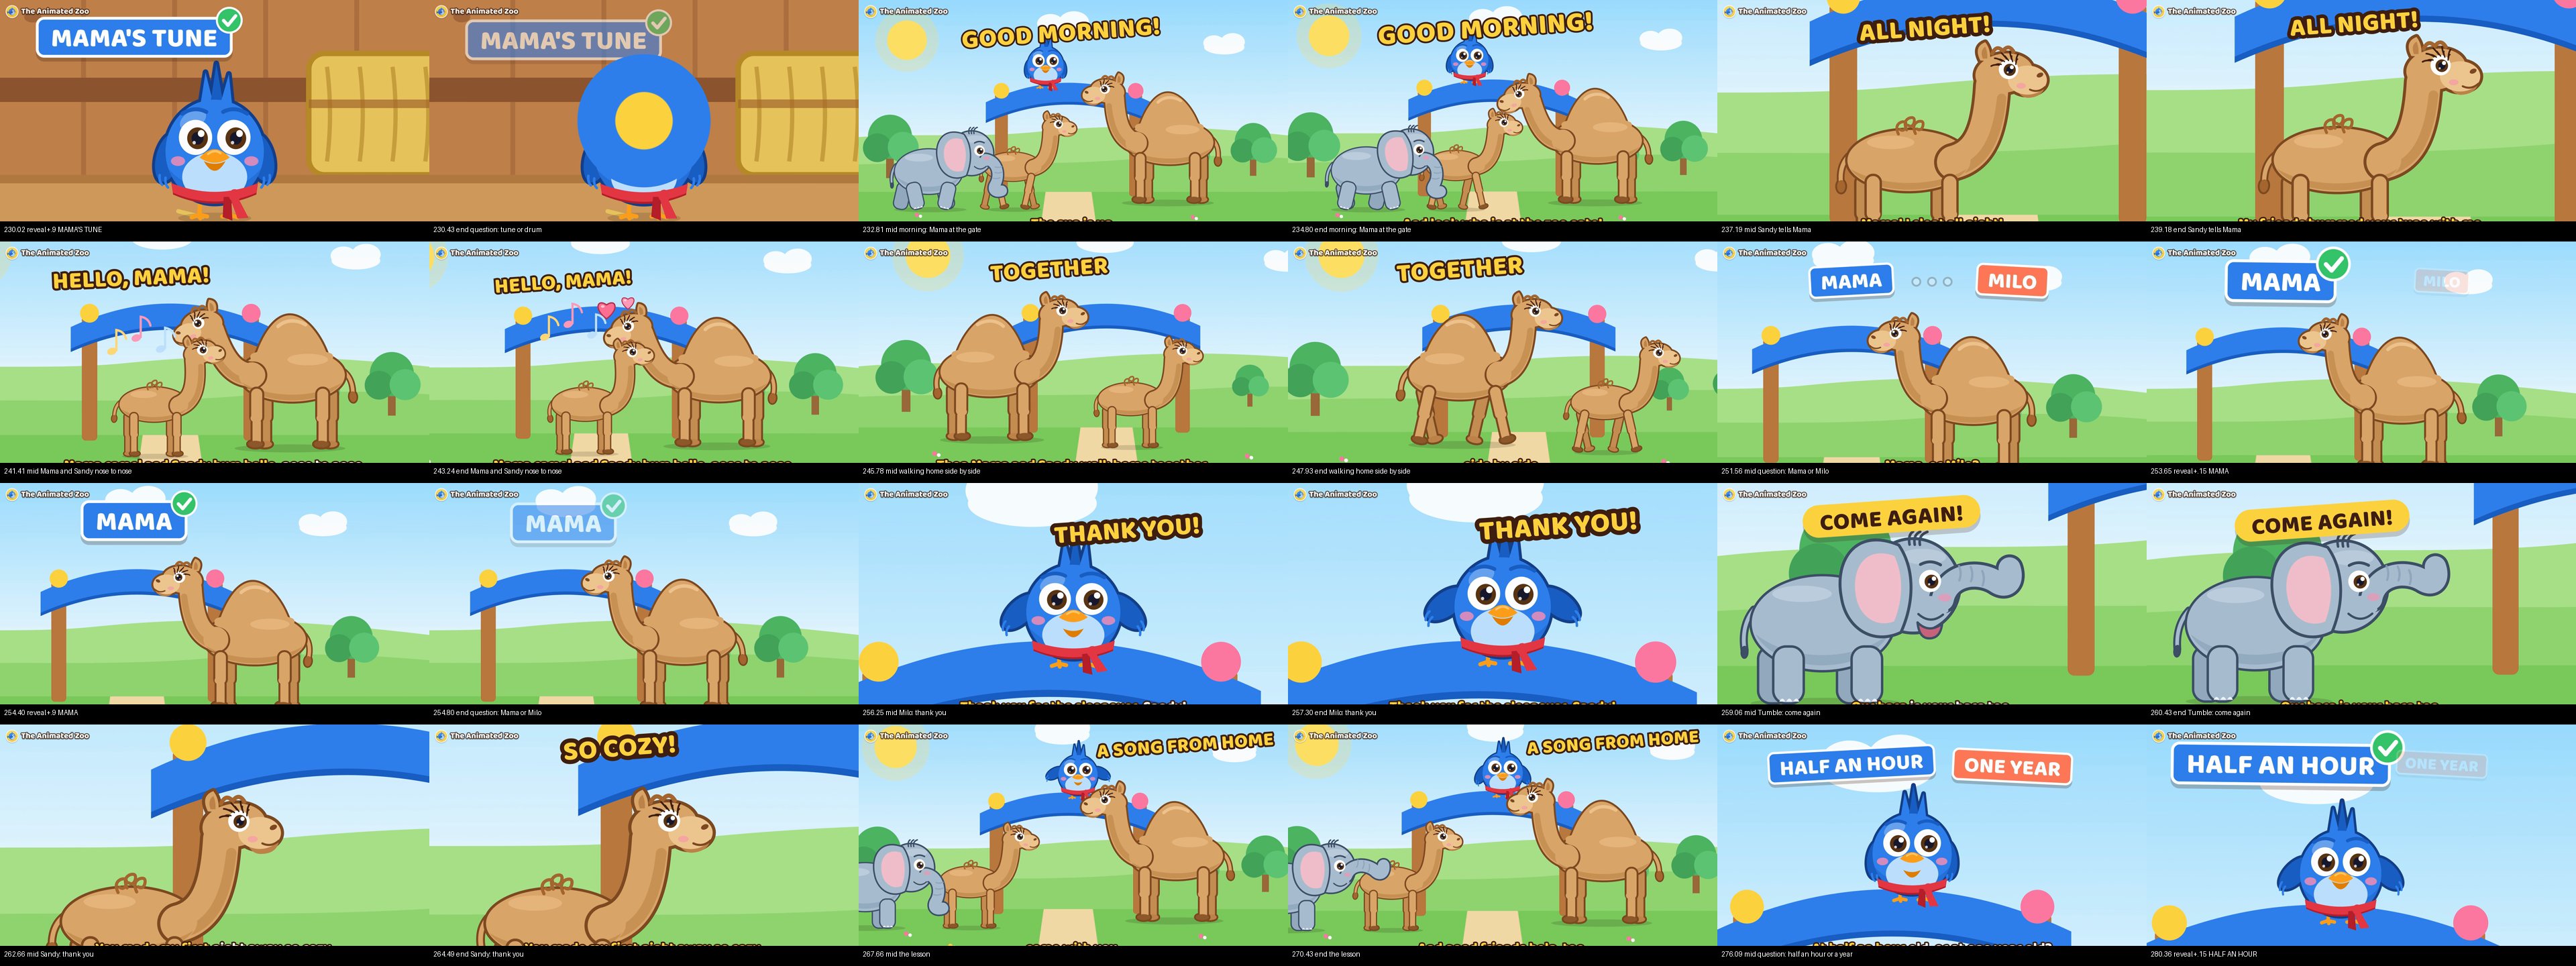 The Animated Zoo
MAMA'S TUNE
230.02 reveal+.9 MAMA'S TUNE
The Animated Zoo
MAMA'S TUNE
230.43 end question: tune or drum
The Animated Zoo
GOOD MORNING!
232.81 mid morning: Mama at the gate
The Animated Zoo
GOOD MORNING!
234.80 end morning: Mama at the gate
The Animated Zoo
ALL NIGHT!
237.19 mid Sandy tells Mama
The Animated Zoo
ALL NIGHT!
239.18 end Sandy tells Mama
The Animated Zoo
HELLO, MAMA!
241.41 mid Mama and Sandy nose to nose
The Animated Zoo
HELLO, MAMA!
243.24 end Mama and Sandy nose to nose
The Animated Zoo
TOGETHER
245.78 mid walking home side by side
The Animated Zoo
TOGETHER
247.93 end walking home side by side
The Animated Zoo
MAMA
MILO
251.56 mid question: Mama or Milo
The Animated Zoo
MAMA
MILO
253.65 reveal+.15 MAMA
The Animated Zoo
MAMA
254.40 reveal+.9 MAMA
The Animated Zoo
MAMA
254.80 end question: Mama or Milo
The Animated Zoo
THANK YOU!
256.25 mid Milo: thank you
The Animated Zoo
THANK YOU!
257.30 end Milo: thank you
The Animated Zoo
COME AGAIN!
259.06 mid Tumble: come again
The Animated Zoo
COME AGAIN!
260.43 end Tumble: come again
The Animated Zoo
262.66 mid Sandy: thank you
The Animated Zoo
SO COZY!
264.49 end Sandy: thank you
The Animated Zoo
A SONG FROM HOME
267.66 mid the lesson
The Animated Zoo
A SONG FROM HOME
270.43 end the lesson
The Animated Zoo
HALF AN HOUR
ONE YEAR
276.09 mid question: half an hour or a year
The Animated Zoo
HALF AN HOUR
ONE YEAR
280.36 reveal+.15 HALF AN HOUR